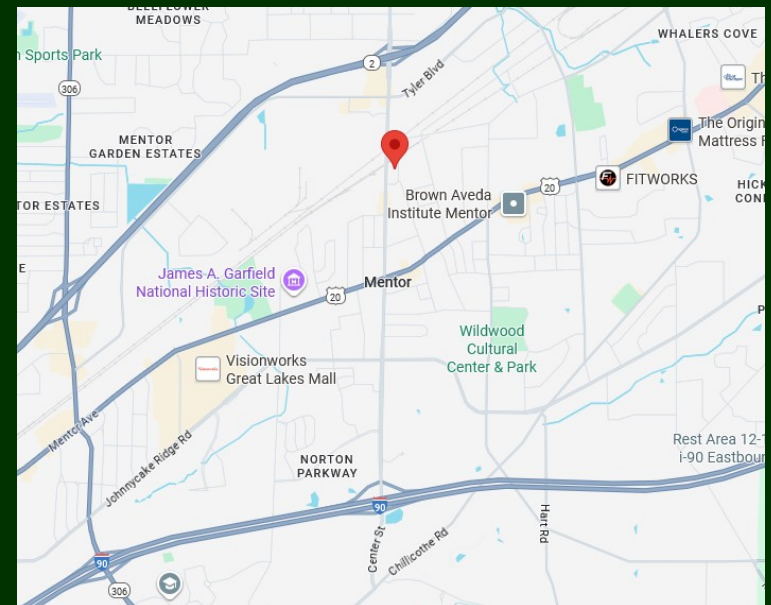 MEADOWS
WHALERS COVE
n Sports Park
2
Th
306
Tyler Blvd
The Origin
Mattress F
MENTOR
GARDEN ESTATES
FITWORKS
20
Brown Aveda
Institute Mentor
HICK
CON
TOR ESTATES
E
James A. Garfield
National Historic Site
Mentor
20
P
Wildwood
Cultural
Center & Park
Visionworks
Great Lakes Mall
Mentor Ave
Johnnycake Ridge Rd
Rest Area 12-1
i-90 Eastbour
NORTON
PARKWAY
90
Hart Rd
Center St
Chillicothe Rd
90
306